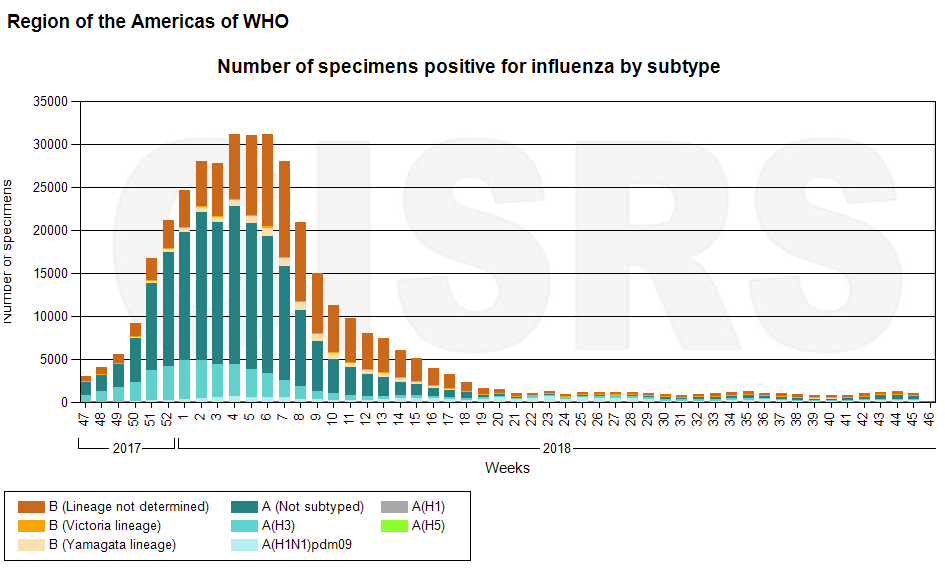 Region of the Americas of WHO
Number of specimens positive for influenza by subtype
GISRS
Number of specimens
35000
30000
25000
20000
15000
10000
5000
0
47 48 49 50 51 52 1 2 3 4 5 6 7 8 9 10 11 12 13 14 15 16 17 18 19 20 21 22 23 24 25 26 27 28 29 30 31 32 33 34 35 36 37 38 39 40 41 42 43 44 45 46
2017 2018
Weeks
B (Lineage not determined) A (Not subtyped) A(H1)
B (Victoria lineage) A(H3) A(H5)
B (Yamagata lineage) A(H1N1)pdm09